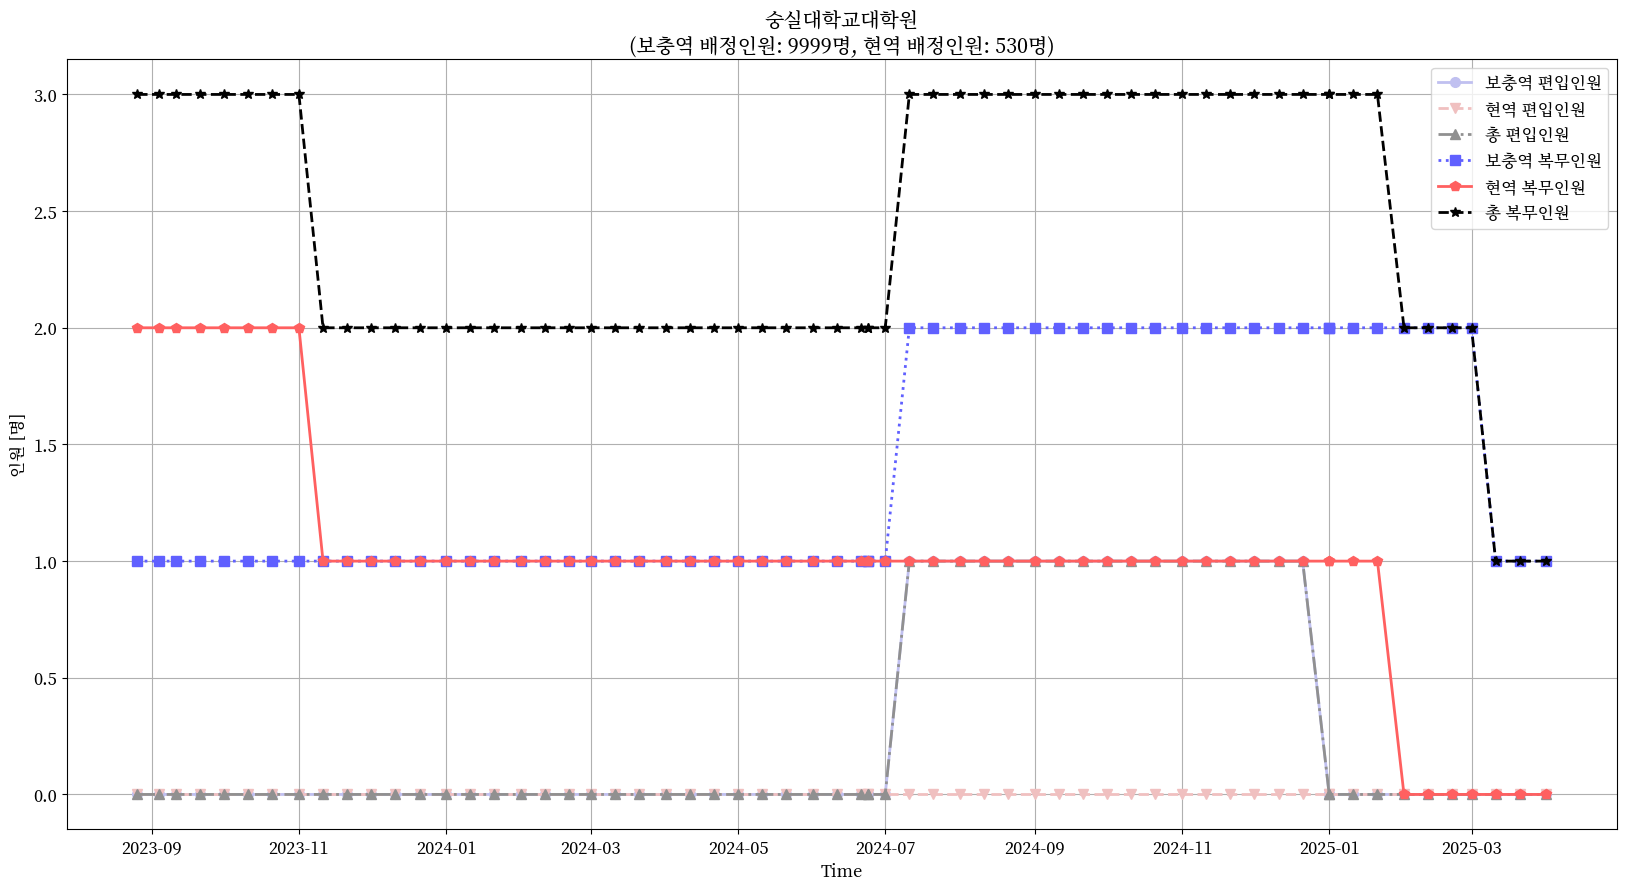 숭실대학교대학원
(보충역 배정인원: 9999명, 현역 배정인원: 530명)
3.0
2.5
2.0
1.5
1.0
0.5
0.0
인원 [명]
보충역 편입인원
현역 편입인원
총 편입인원
보충역 복무인원
현역 복무인원
총 복무인원
2023-09 2023-11 2024-01 2024-03 2024-05 2024-07 2024-09 2024-11 2025-01 2025-03
Time